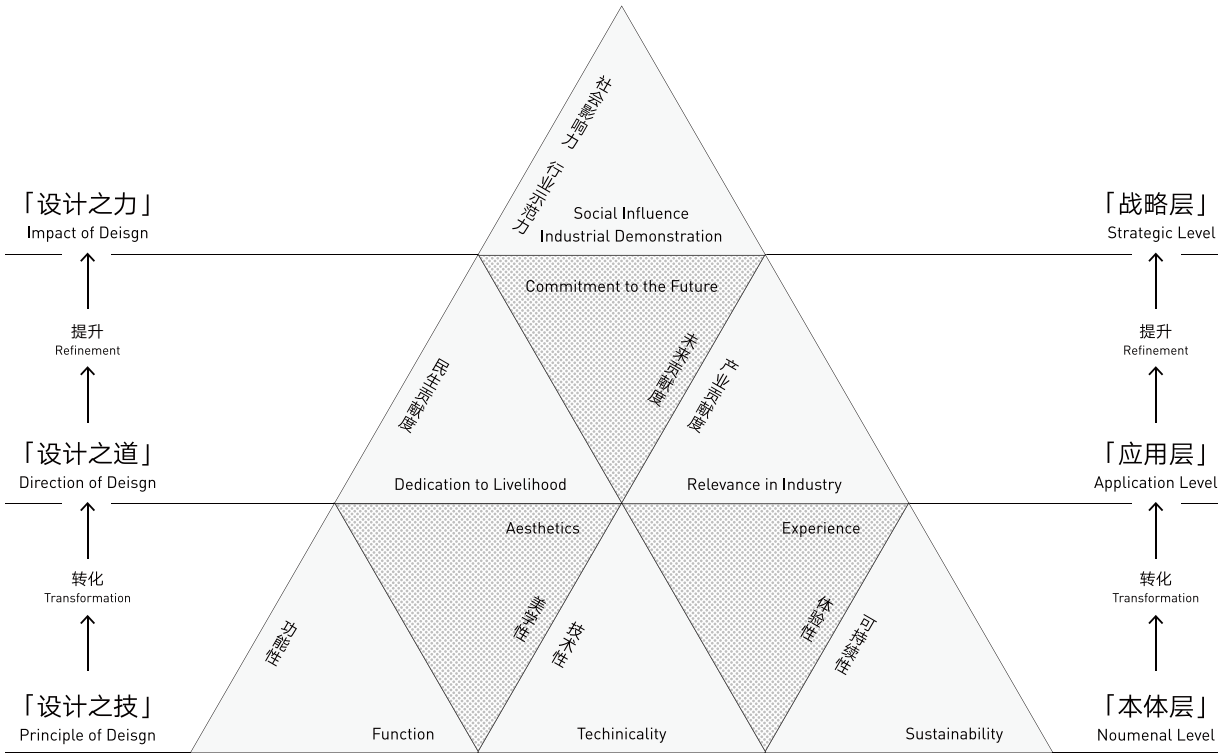 社会影响力 行业示范力
「设计之力」
Impact of Deisgn
Social Influence
Industrial Demonstration
「战略层」
Strategic Level
Commitment to the Future
提升
Refinement
民生贡献度
未来贡献度
产业贡献度
提升
Refinement
「设计之道」
Direction of Deisgn
Dedication to Livelihood
Relevance in Industry
「应用层」
Application Level
Aesthetics
Experience
转化
Transformation
功能性
美学性
技术性
体验性
可持续性
转化
Transformation
「设计之技」
Principle of Deisgn
Function
Techinicality
Sustainability
「本体层」
Noumenal Level